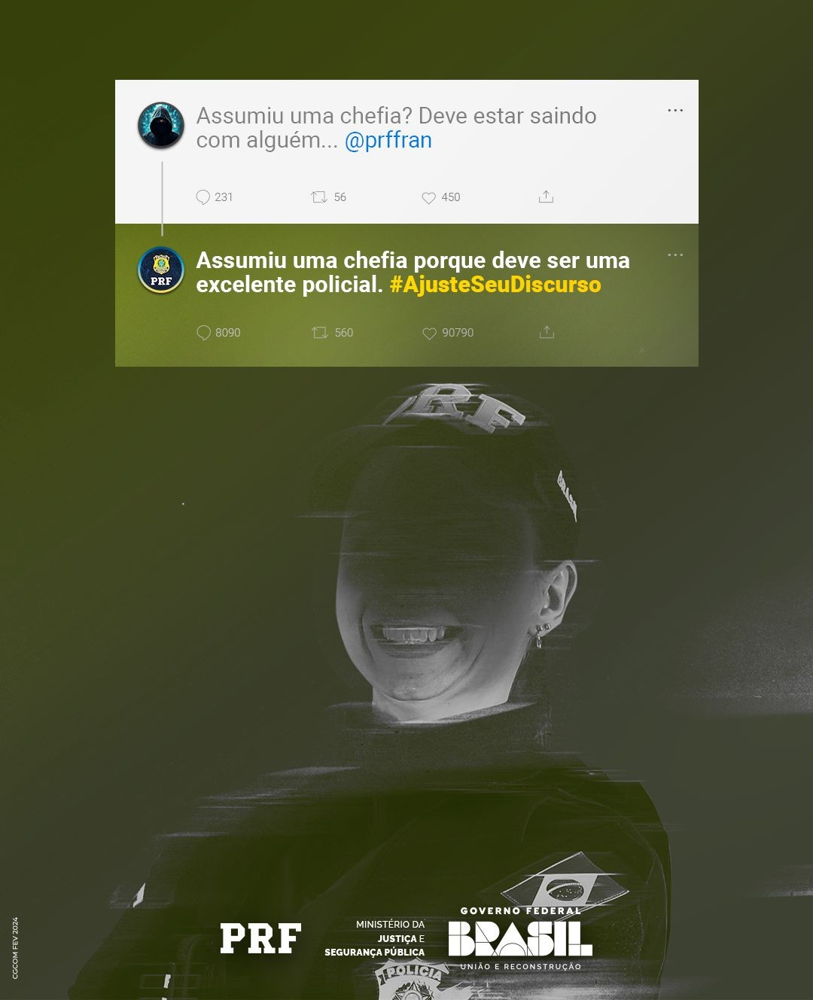 Assumiu uma chefia? Deve estar saindo
com alguém... @prffran
231
56
450
PRF
Assumiu uma chefia porque deve ser uma
excelente policial. #AjusteSeuDiscurso
8090
560
90790
PRF
PRF
MINISTÉRIO DA
JUSTIÇA E
SEGURANÇA PÚBLICA
GOVERNO FEDERAL
BRASIL
UNIÃO E RECONSTRUÇÃO
POLICIA
CGCOM FEV 2024